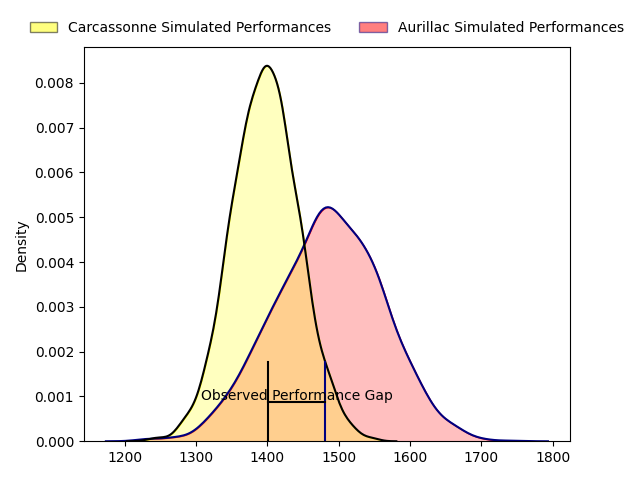 Carcassonne Simulated Performances
Aurillac Simulated Performances
0.008
0.007
0.006
0.005
0.004
0.003
0.002
0.001
0.000
Density
Observed Performance Gap
1200 1300 1400 1500 1600 1700 1800